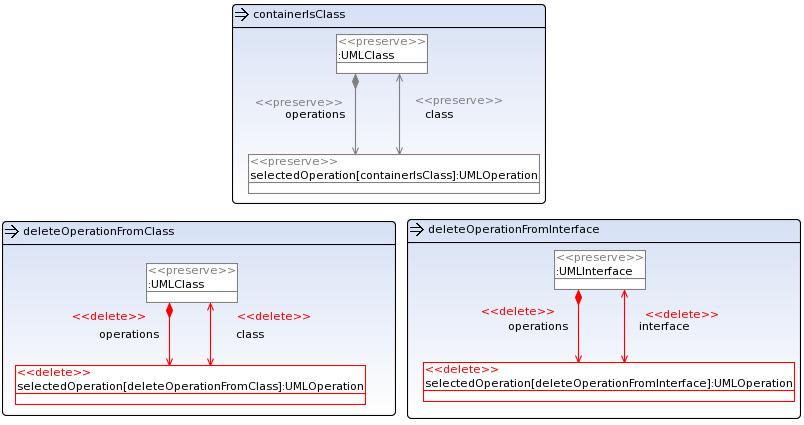 containerIsClass
<<preserve>>
:UMLClass
<<preserve>>
operations
<<preserve>>
class
<<preserve>>
selectedOperation[containerIsClass]:UMLOperation
deleteOperationFromClass
<<preserve>>
:UMLClass
<<delete>>
operations
<<delete>>
class
<<delete>>
selectedOperation[deleteOperationFromClass]:UMLOperation
deleteOperationFromInterface
<<preserve>>
:UMLInterface
<<delete>>
operations
<<delete>>
interface
<<delete>>
selectedOperation[deleteOperationFromInterface]:UMLOperation